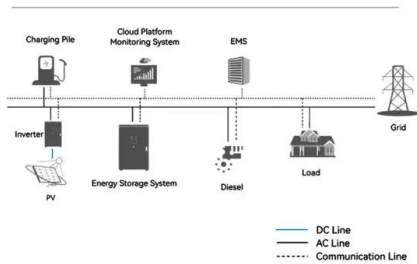 Charging Pile
Cloud Platform
Monitoring System
EMS
Grid
Inverter
PV
Energy Storage System
Diesel
Load
DC Line
AC Line
Communication Line